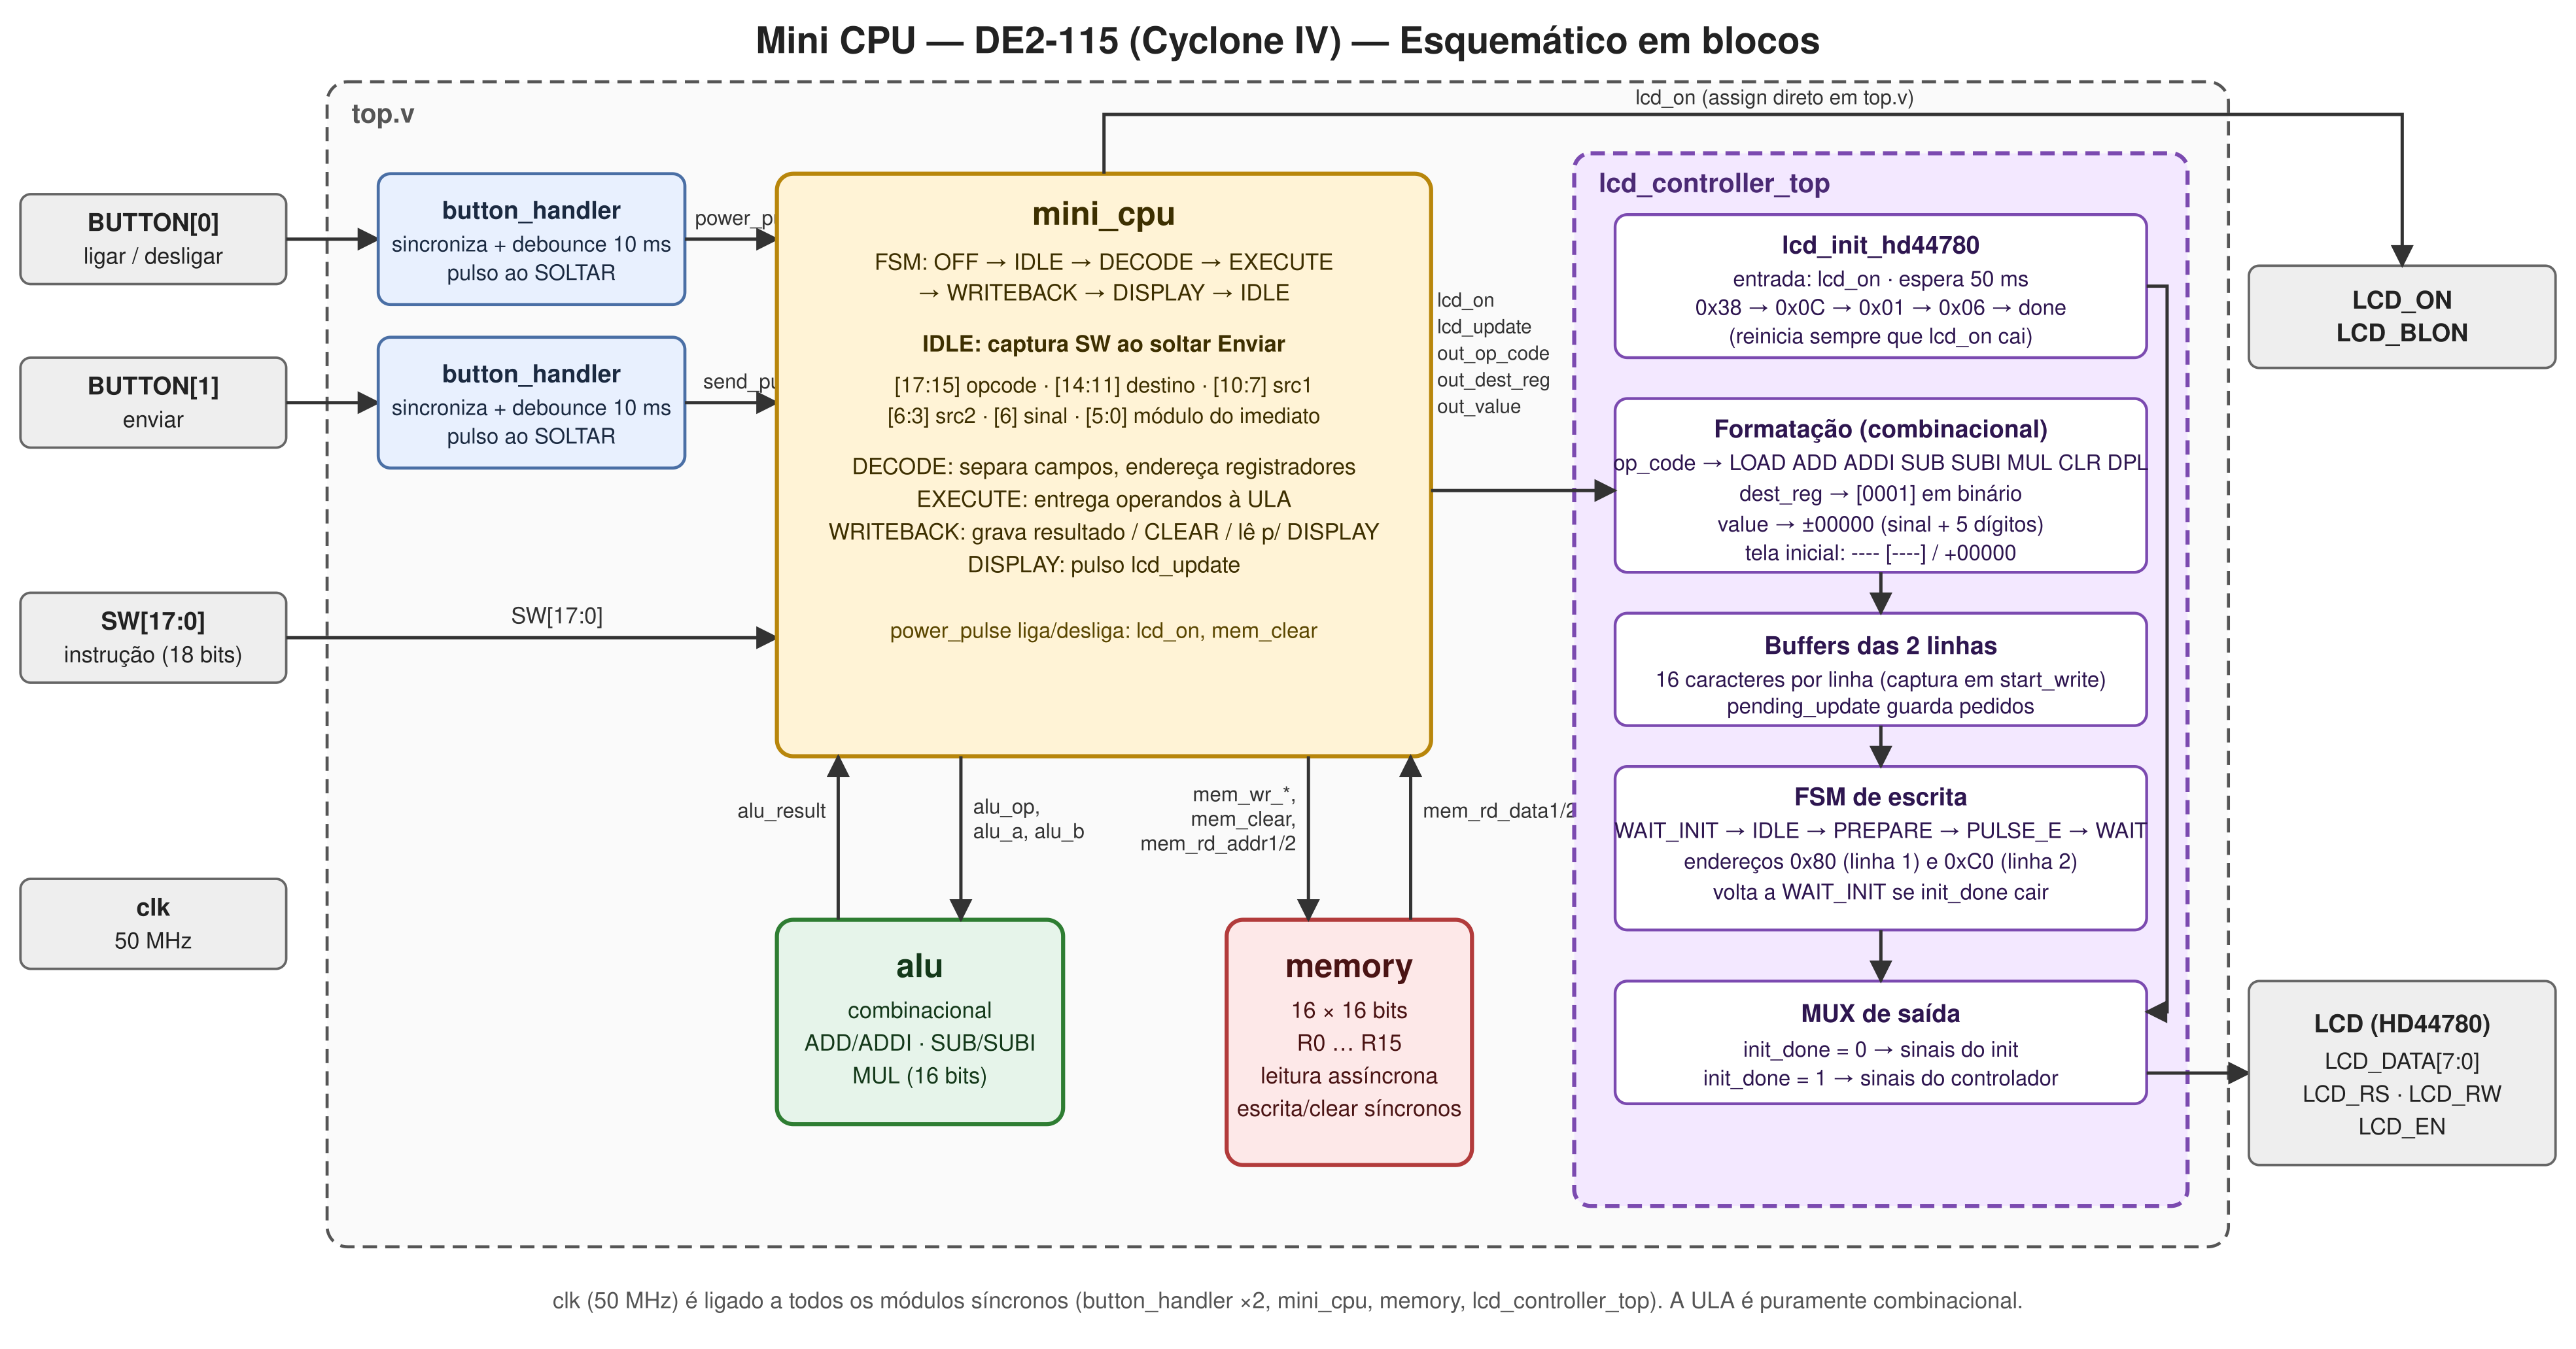 Mini CPU — DE2-115 (Cyclone IV) — Esquemático em blocos
top.v
lcd_on (assign direto em top.v)
BUTTON[0]
ligar / desligar
button_handler
sincroniza + debounce 10 ms
pulso ao SOLTAR
BUTTON[1]
enviar
button_handler
sincroniza + debounce 10 ms
pulso ao SOLTAR
send_pu
SW[17:0]
instrução (18 bits)
SW[17:0]
clk
50 MHz
mini_cpu
FSM: OFF → IDLE → DECODE → EXECUTE
→ WRITEBACK → DISPLAY → IDLE
IDLE: captura SW ao soltar Enviar
[17:15] opcode · [14:11] destino · [10:7] src1
[6:3] src2 · [6] sinal · [5:0] módulo do imediato
DECODE: separa campos, endereça registradores
EXECUTE: entrega operandos à ULA
WRITEBACK: grava resultado / CLEAR / lê p/ DISPLAY
DISPLAY: pulso lcd_update
power_pulse liga/desliga: lcd_on, mem_clear
lcd_on
lcd_update
out_op_code
out_dest_reg
out_value
alu_result
alu_op,
alu_a, alu_b
mem_wr_*,
mem_clear,
mem_rd_addr1/2
mem_rd_data1/2
alu
combinacional
ADD/ADDI · SUB/SUBI
MUL (16 bits)
memory
16 × 16 bits
R0 … R15
leitura assíncrona
escrita/clear síncronos
lcd_controller_top
lcd_init_hd44780
entrada: lcd_on · espera 50 ms
0x38 → 0x0C → 0x01 → 0x06 → done
(reinicia sempre que lcd_on cai)
Formatação (combinacional)
op_code → LOAD ADD ADDI SUB SUBI MUL CLR DPL
dest_reg → [0001] em binário
value → ±00000 (sinal + 5 dígitos)
tela inicial: ---- [----] / +00000
Buffers das 2 linhas
16 caracteres por linha (captura em start_write)
pending_update guarda pedidos
FSM de escrita
WAIT_INIT → IDLE → PREPARE → PULSE_E → WAIT
endereços 0x80 (linha 1) e 0xC0 (linha 2)
volta a WAIT_INIT se init_done cair
MUX de saída
init_done = 0 → sinais do init
init_done = 1 → sinais do controlador
LCD_ON
LCD_BLON
LCD (HD44780)
LCD_DATA[7:0]
LCD_RS · LCD_RW
LCD_EN
clk (50 MHz) é ligado a todos os módulos síncronos (button_handler ×2, mini_cpu, memory, lcd_controller_top). A ULA é puramente combinacional.